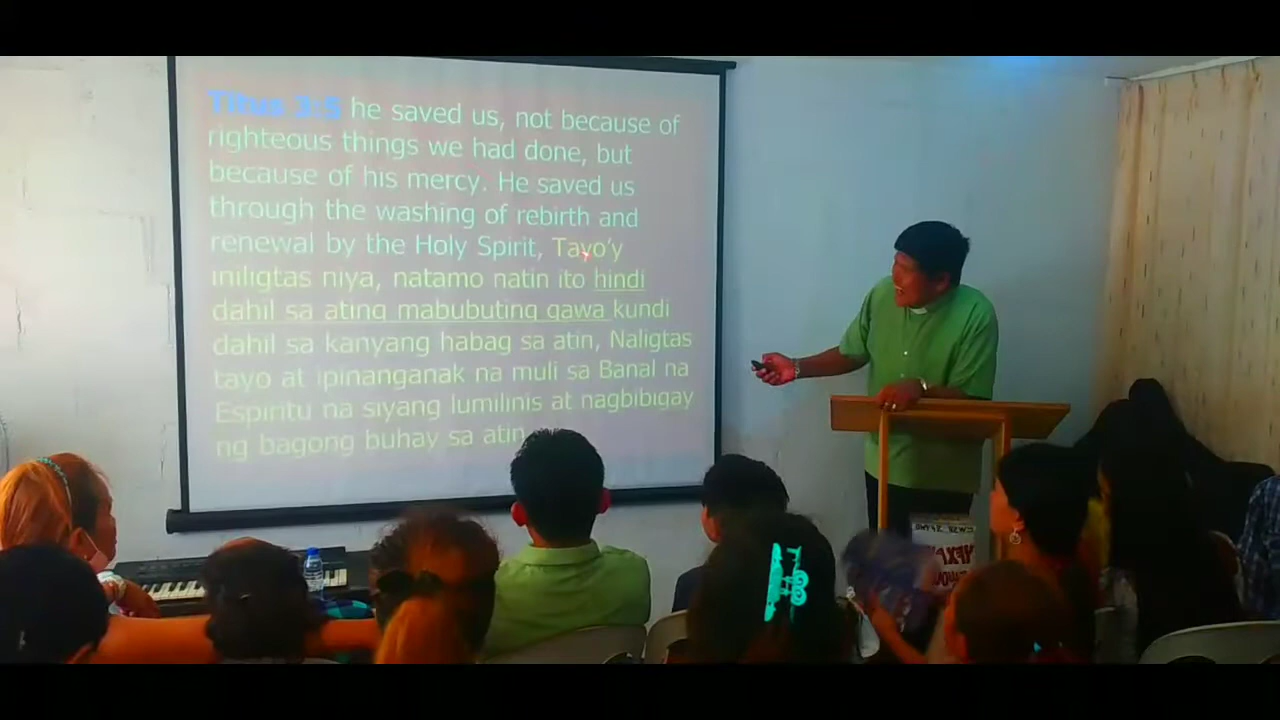 Titus 3:5 he saved us, not because of
righteous things we had done, but
because of his mercy. He saved us
through the washing of rebirth and
renewal by the Holy Spirit, Tayo'y
iniligtas niya, natamo natin ito hindi
dahil sa ating mabubuting gawa kundi
dahil sa kanyang habag sa atin, Naligtas
tayo at ipinanganak na muli sa Banal na
Espiritu na siyang lumilinis at nagbibigay
ng bagong buhay sa atin